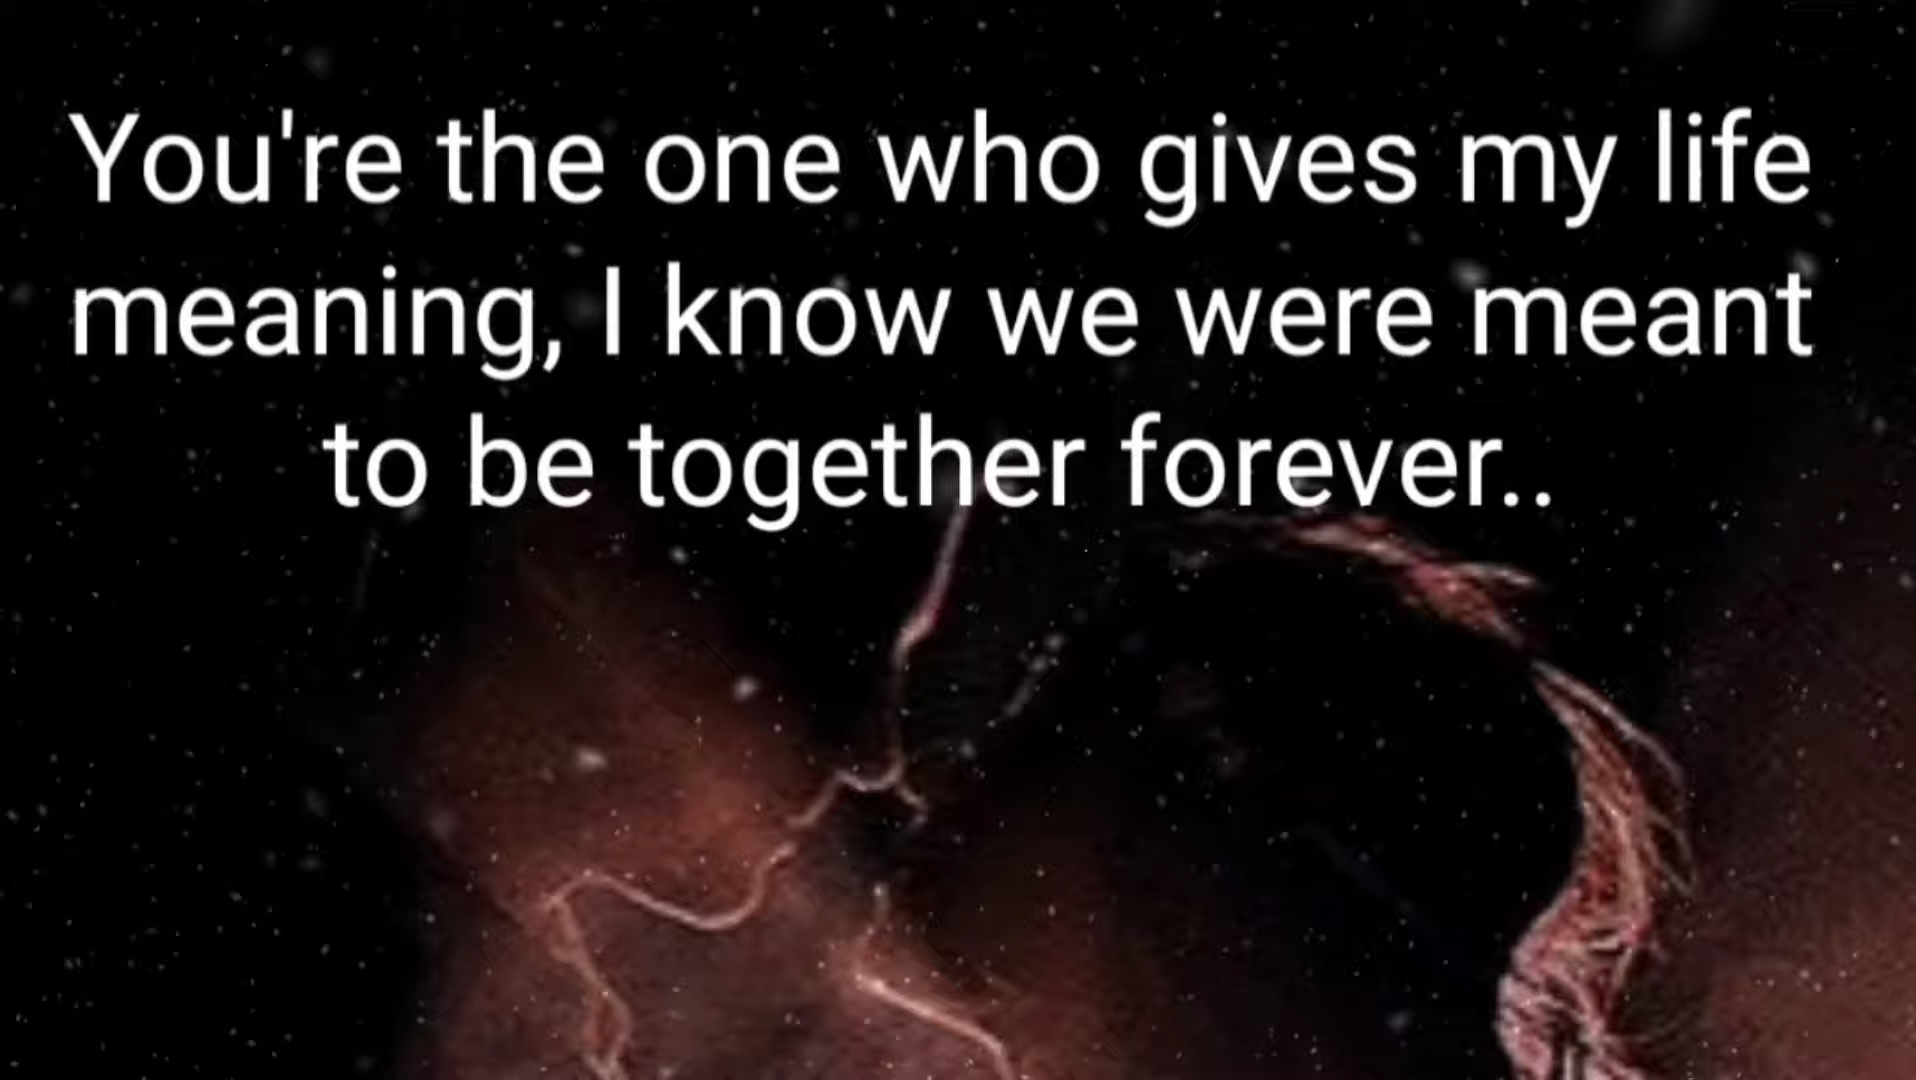 You're the one who gives my life
meaning, I know we were meant
to be together forever..